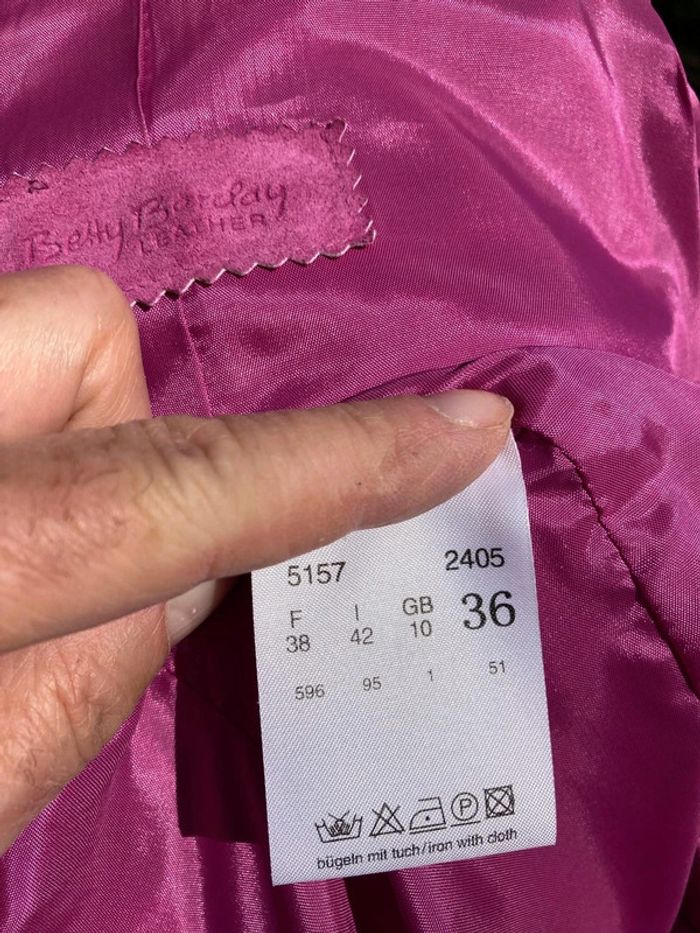 Betty Barclay
LEATHER
5157 2405
F I GB 36
38 42 10
596 95 1 51
P
bügeln mit tuch/iron with cloth